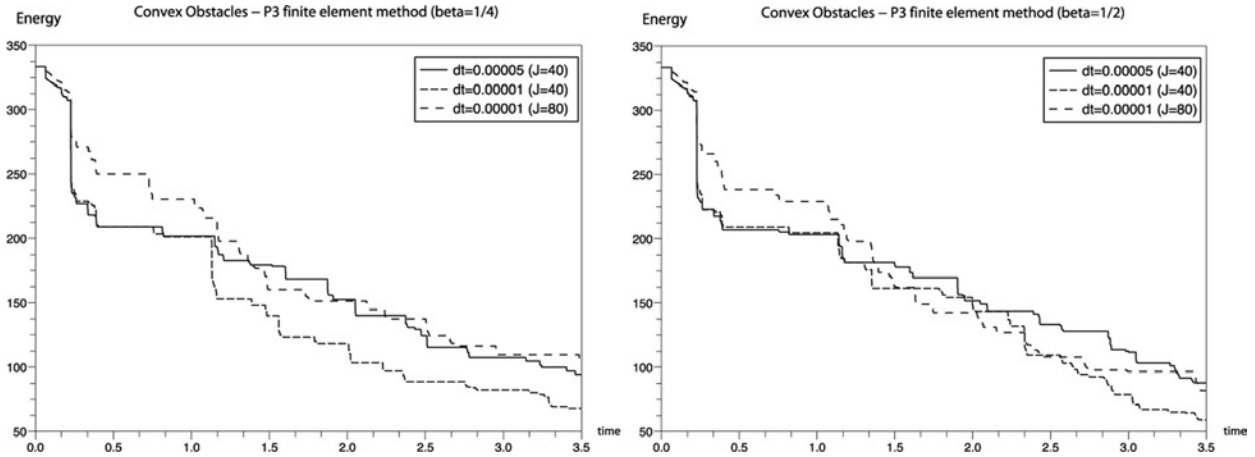 Convex Obstacles – P3 finite element method (beta=1/4)
Energy
350
300
250
200
150
100
50
dt=0.00005 (J=40)
dt=0.00001 (J=40)
dt=0.00001 (J=80)
0.0 0.5 1.0 1.5 2.0 2.5 3.0 3.5
time
Convex Obstacles – P3 finite element method (beta=1/2)
Energy
350
300
250
200
150
100
50
dt=0.00005 (J=40)
dt=0.00001 (J=40)
dt=0.00001 (J=80)
0.0 0.5 1.0 1.5 2.0 2.5 3.0 3.5
time